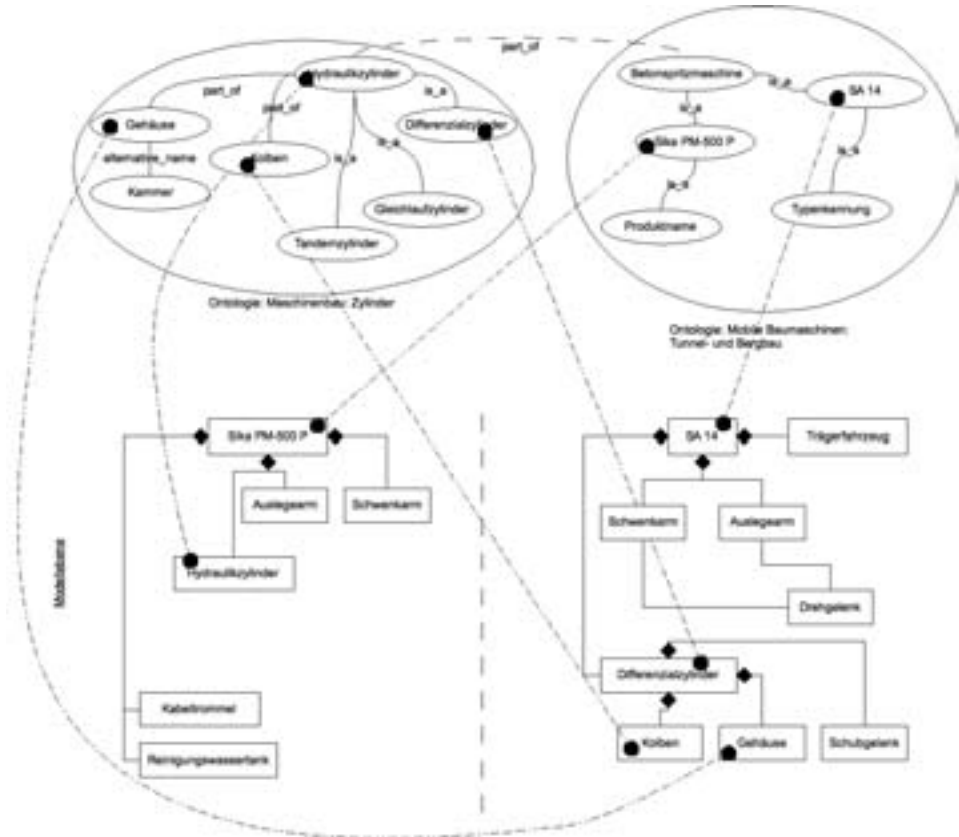 part_of
Hydraulikzylinder
Betonspritzmaschine
SA 14
part_of
is_a
is_a
part_of
is_a
Gehäuse
Differenzialzylinder
Sika PM-500 P
alternative_name
Kolben
is_a
is_a
is_a
is_a
Kammer
Gleichlaufzylinder
Produktname
Typenkennung
Tandemzylinder
Ontologie: Maschinenbau: Zylinder
Ontologie: Mobile Baumaschinen:
Tunnel- und Bergbau
Sika PM-500 P
SA 14
Trägerfahrzeug
Auslegearm
Schwenkarm
Schwenkarm
Auslegearm
Hydraulikzylinder
Modellebene
Drehgelenk
Differenzialzylinder
Kabeltrommel
Kolben
Gehäuse
Schubgelenk
Reinigungswassertank